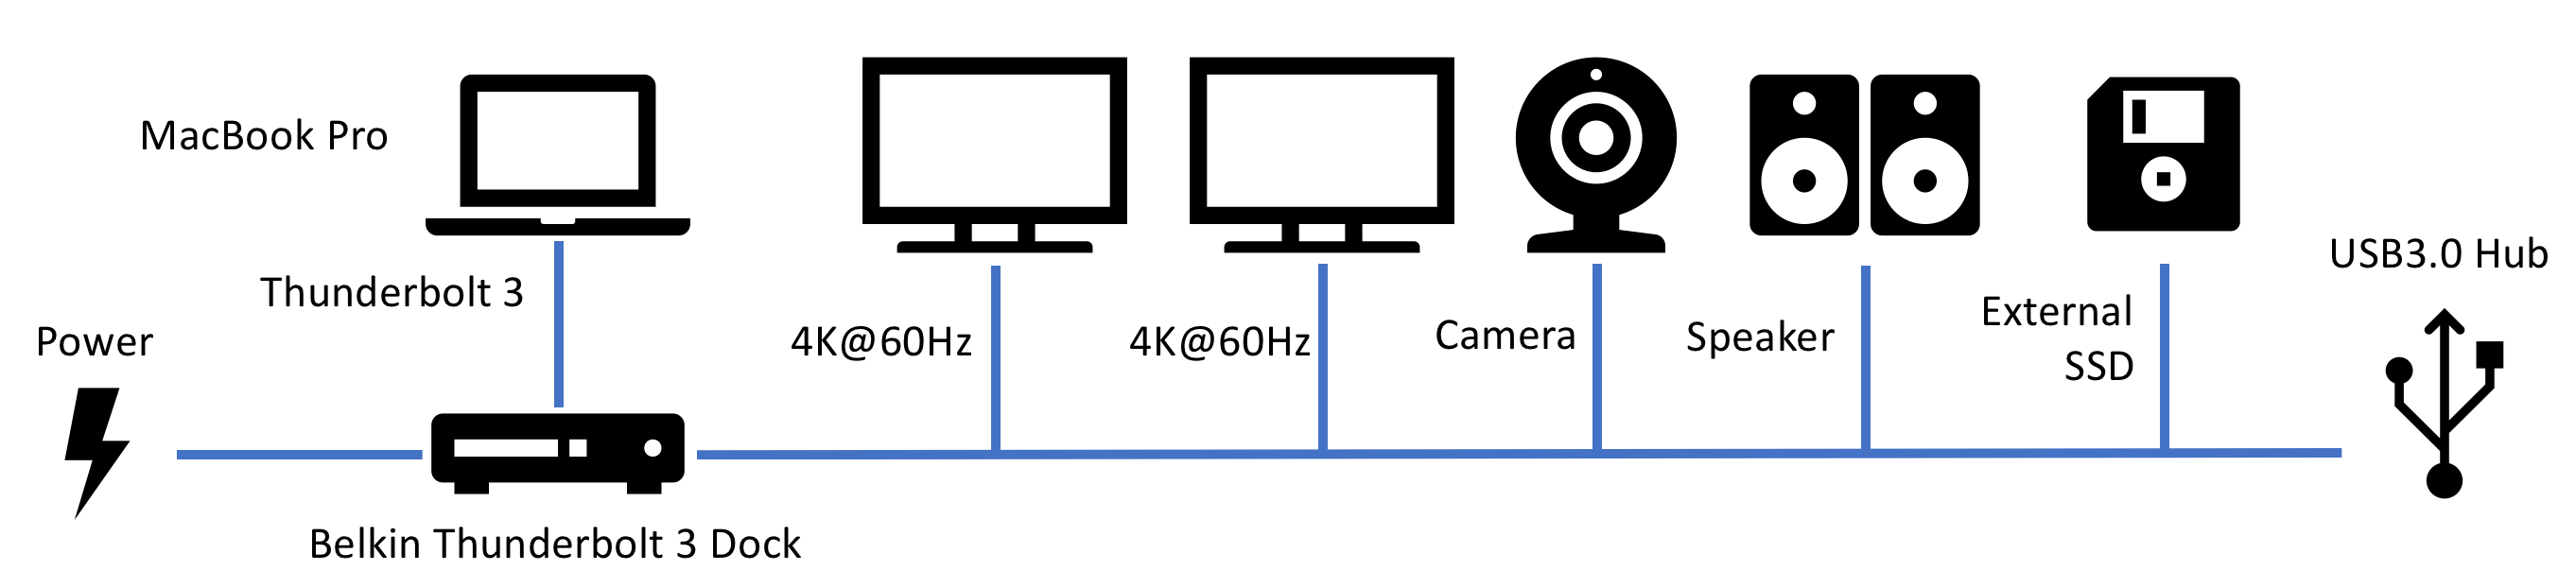 MacBook Pro
Thunderbolt 3
Power
Belkin Thunderbolt 3 Dock
4K@60Hz
4K@60Hz
Camera
Speaker
External
SSD
USB3.0 Hub